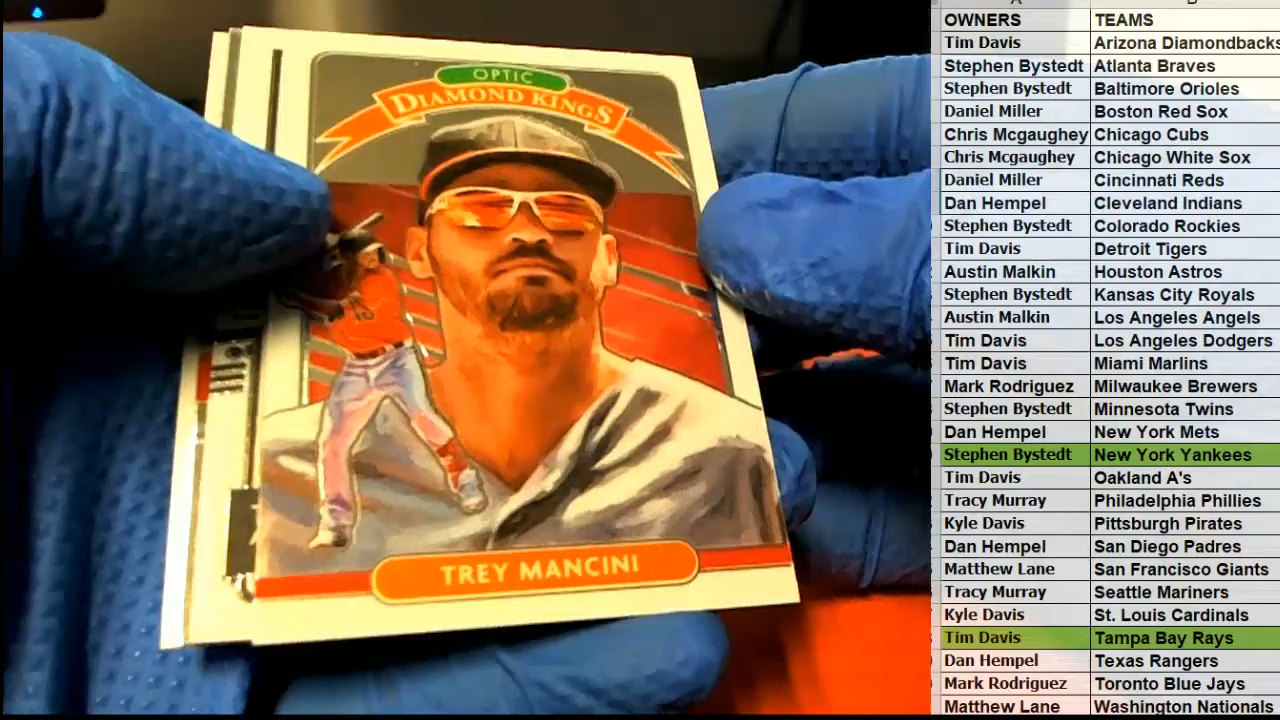 OPTIC
DIAMOND KINGS
TREY MANCINI
OWNERS TEAMS
Tim Davis Arizona Diamondbacks
Stephen Bystedt Atlanta Braves
Stephen Bystedt Baltimore Orioles
Daniel Miller Boston Red Sox
Chris Mcgaughey Chicago Cubs
Chris Mcgaughey Chicago White Sox
Daniel Miller Cincinnati Reds
Dan Hempel Cleveland Indians
Stephen Bystedt Colorado Rockies
Tim Davis Detroit Tigers
Austin Malkin Houston Astros
Stephen Bystedt Kansas City Royals
Austin Malkin Los Angeles Angels
Tim Davis Los Angeles Dodgers
Tim Davis Miami Marlins
Mark Rodriguez Milwaukee Brewers
Stephen Bystedt Minnesota Twins
Dan Hempel New York Mets
Stephen Bystedt New York Yankees
Tim Davis Oakland A's
Tracy Murray Philadelphia Phillies
Kyle Davis Pittsburgh Pirates
Dan Hempel San Diego Padres
Matthew Lane San Francisco Giants
Tracy Murray Seattle Mariners
Kyle Davis St. Louis Cardinals
Tim Davis Tampa Bay Rays
Dan Hempel Texas Rangers
Mark Rodriguez Toronto Blue Jays
Matthew Lane Washington Nationals